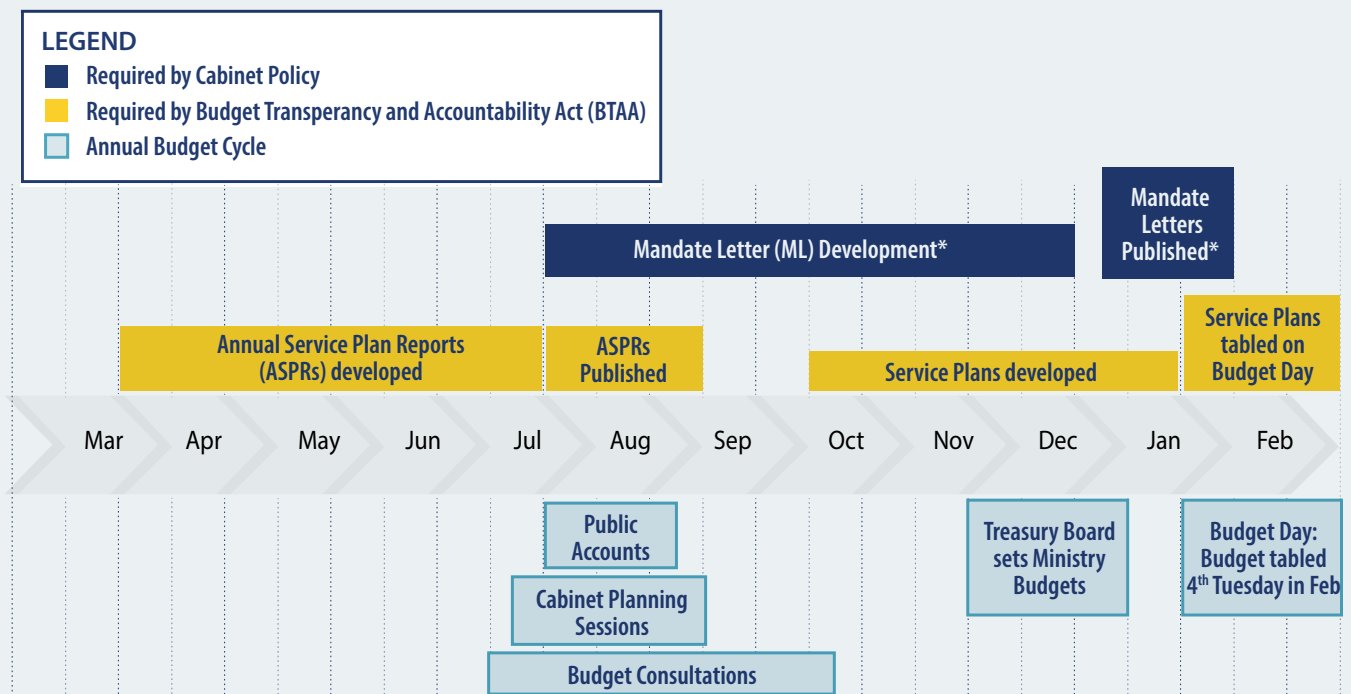 LEGEND
Required by Cabinet Policy
Required by Budget Transperancy and Accountability Act (BTAA)
Annual Budget Cycle
Mandate
Letters
Published*
Mandate Letter (ML) Development*
Annual Service Plan Reports
(ASPRs) developed
ASPRs
Published
Service Plans developed
Service Plans
tabled on
Budget Day
Mar Apr May Jun Jul Aug Sep Oct Nov Dec Jan Feb
Public
Accounts
Cabinet Planning
Sessions
Budget Consultations
Treasury Board
sets Ministry
Budgets
Budget Day:
Budget tabled
4th Tuesday in Feb